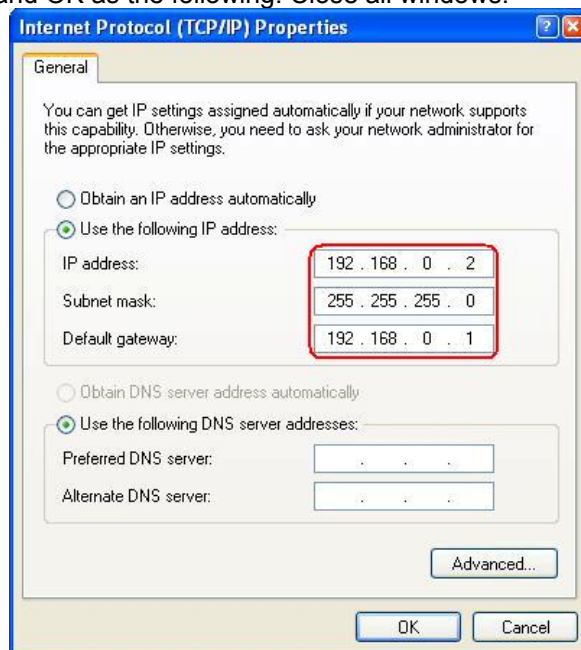 and OK as the following. Close all windows.
Internet Protocol (TCP/IP) Properties
General
You can get IP settings assigned automatically if your network supports
this capability. Otherwise, you need to ask your network administrator for
the appropriate IP settings.
Obtain an IP address automatically
Use the following IP address:
IP address: 192 . 168 . 0 . 2
Subnet mask: 255 . 255 . 255 . 0
Default gateway: 192 . 168 . 0 . 1
Obtain DNS server address automatically
Use the following DNS server addresses:
Preferred DNS server: . . .
Alternate DNS server: . . .
Advanced...
OK Cancel